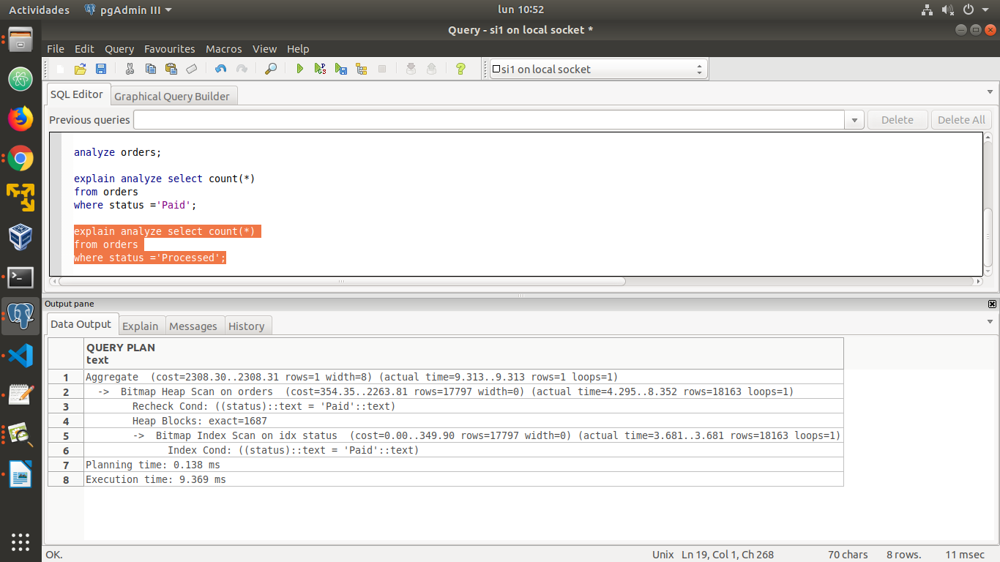 Actividades pgAdmin III lun 10:52
Query - si1 on local socket *
File Edit Query Favourites Macros View Help
si1 on local socket
SQL Editor Graphical Query Builder
Previous queries Delete Delete All
analyze orders;
explain analyze select count(*)
from orders
where status ='Paid';
explain analyze select count(*)
from orders
where status ='Processed';
Output pane
Data Output Explain Messages History
QUERY PLAN
text
1 Aggregate (cost=2308.30..2308.31 rows=1 width=8) (actual time=9.313..9.313 rows=1 loops=1)
2 -> Bitmap Heap Scan on orders (cost=354.35..2263.81 rows=17797 width=0) (actual time=4.295..8.352 rows=18163 loops=1)
3 Recheck Cond: ((status)::text = 'Paid'::text)
4 Heap Blocks: exact=1687
5 -> Bitmap Index Scan on idx status (cost=0.00..349.90 rows=17797 width=0) (actual time=3.681..3.681 rows=18163 loops=1)
6 Index Cond: ((status)::text = 'Paid'::text)
7 Planning time: 0.138 ms
8 Execution time: 9.369 ms
OK. Unix Ln 19, Col 1, Ch 268 70 chars 8 rows. 11 msec